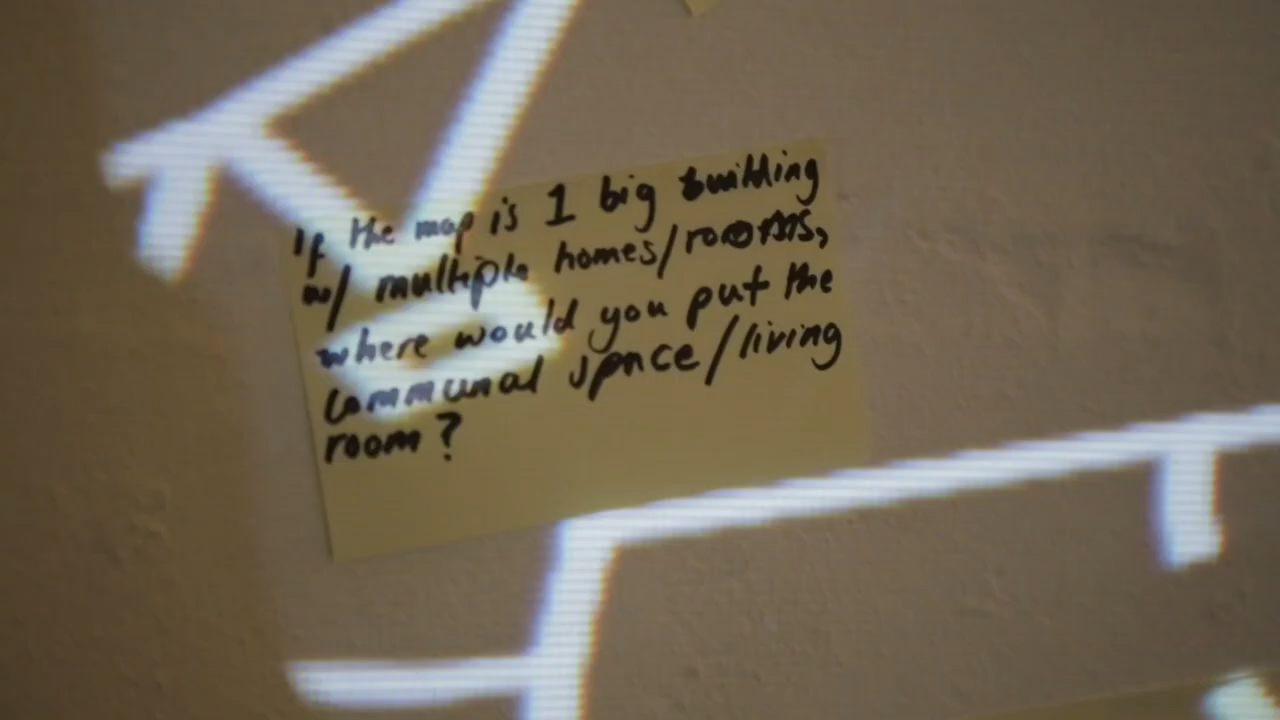 If the map is 1 big building
w/ multiple homes/rooms,
where would you put the
communal space/living
room?